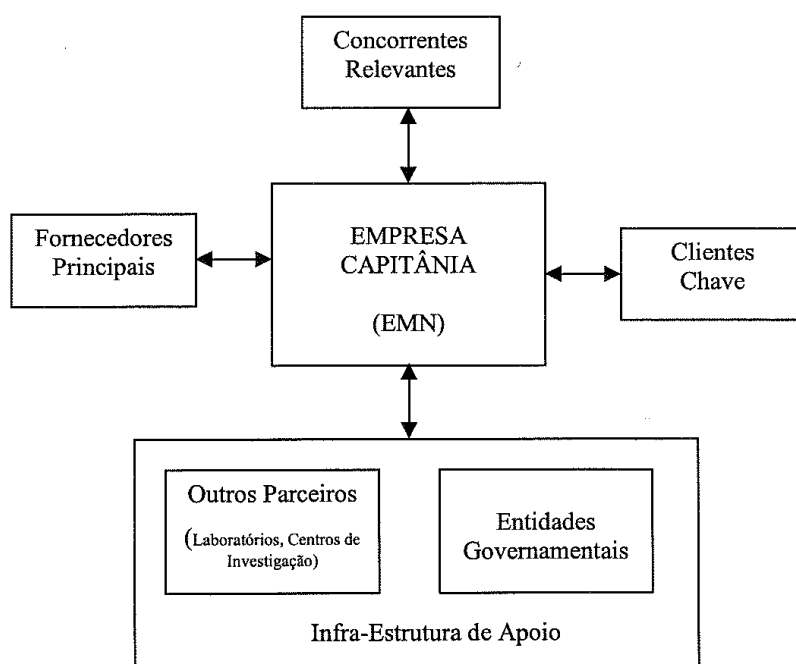 Concorrentes
Relevantes
Fornecedores
Principais
EMPRESA
CAPITÂNIA
(EMN)
Clientes
Chave
Outros Parceiros
(Laboratórios, Centros de
Investigação)
Entidades
Governamentais
Infra-Estrutura de Apoio